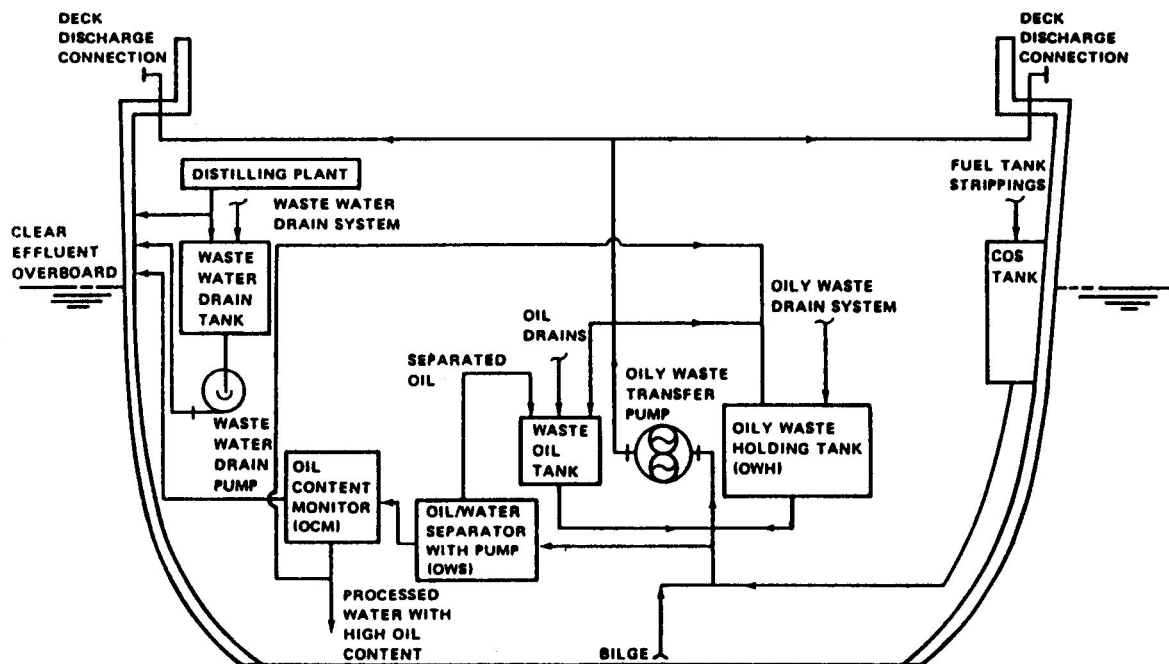 DECK
DISCHARGE
CONNECTION
DECK
DISCHARGE
CONNECTION
DISTILLING PLANT
FUEL TANK
STRIPPINGS
WASTE WATER
DRAIN SYSTEM
CLEAR
EFFLUENT
OVERBOARD
WASTE
WATER
DRAIN
TANK
COS
TANK
OILY WASTE
DRAIN SYSTEM
OIL
DRAINS
SEPARATED
OIL
OILY WASTE
TRANSFER
PUMP
WASTE
WATER
DRAIN
PUMP
WASTE
OIL
TANK
OILY WASTE
HOLDING TANK
(OWH)
OIL
CONTENT
MONITOR
(OCM)
OIL/WATER
SEPARATOR
WITH PUMP
(OWS)
PROCESSED
WATER WITH
HIGH OIL
CONTENT
BILGE